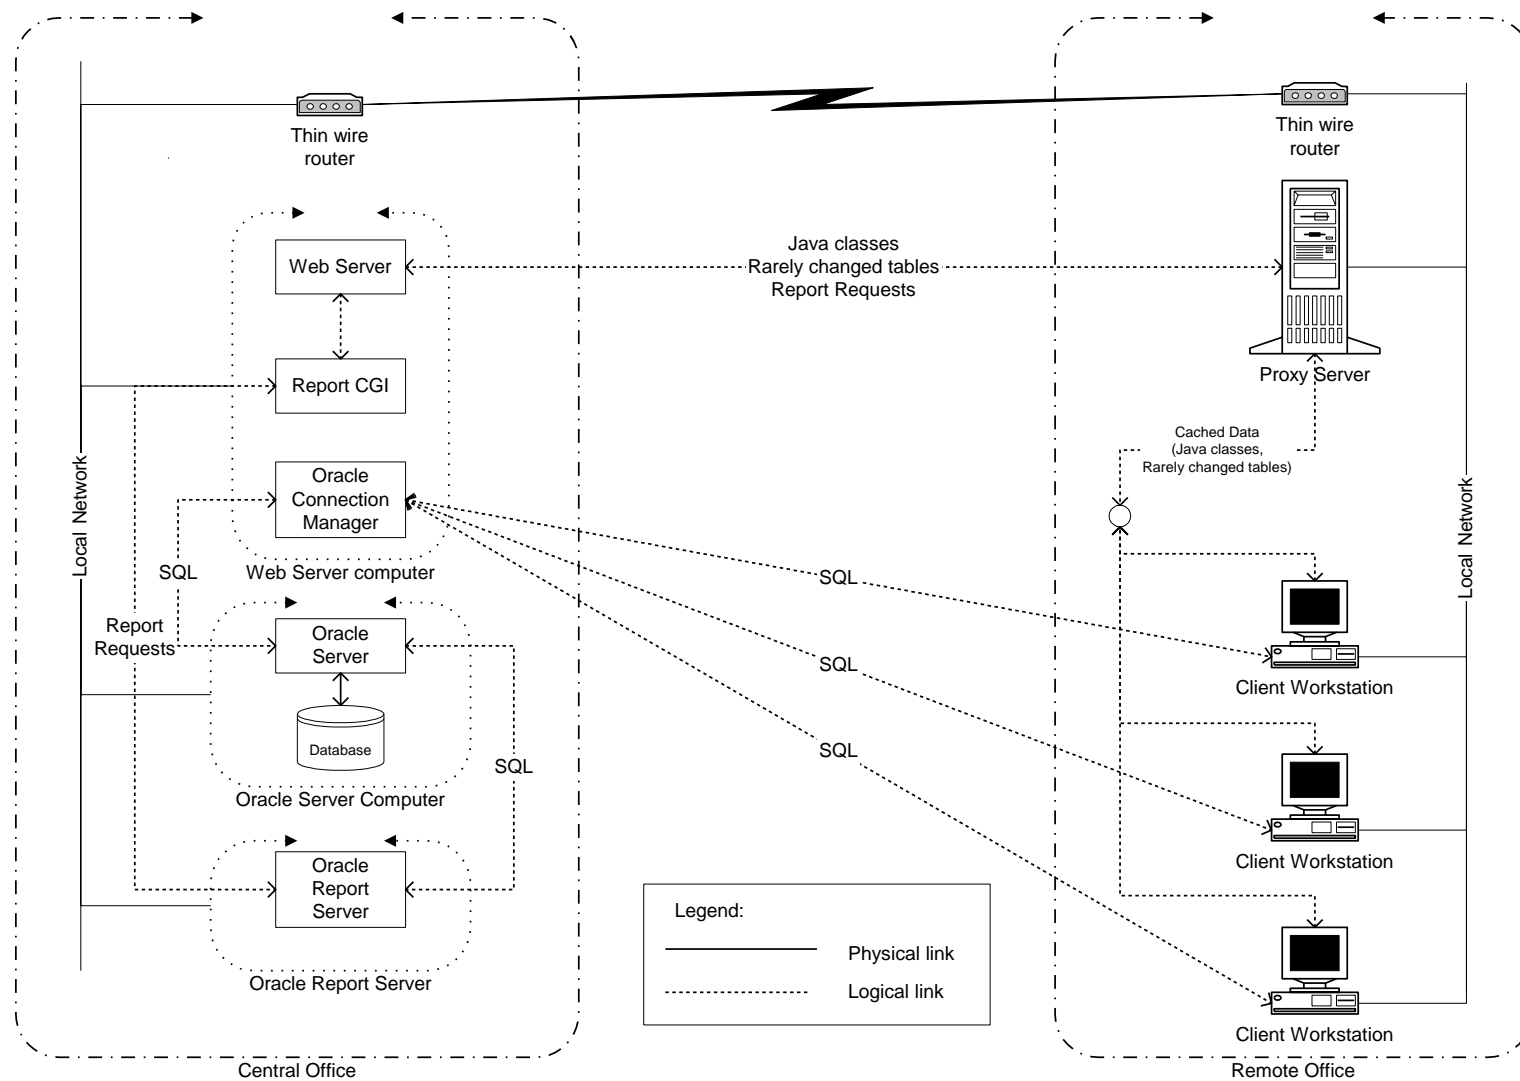 Thin wire
router
Thin wire
router
Web Server
Java classes
Rarely changed tables
Report Requests
Report CGI
Proxy Server
Cached Data
(Java classes,
Rarely changed tables)
Oracle
Connection
Manager
Local Network
Local Network
SQL
Web Server computer
SQL
Report
Requests
Oracle
Server
SQL
Client Workstation
Database
SQL
SQL
Oracle Server Computer
Client Workstation
Oracle
Report
Server
Legend:
Physical link
Logical link
Oracle Report Server
Client Workstation
Central Office
Remote Office